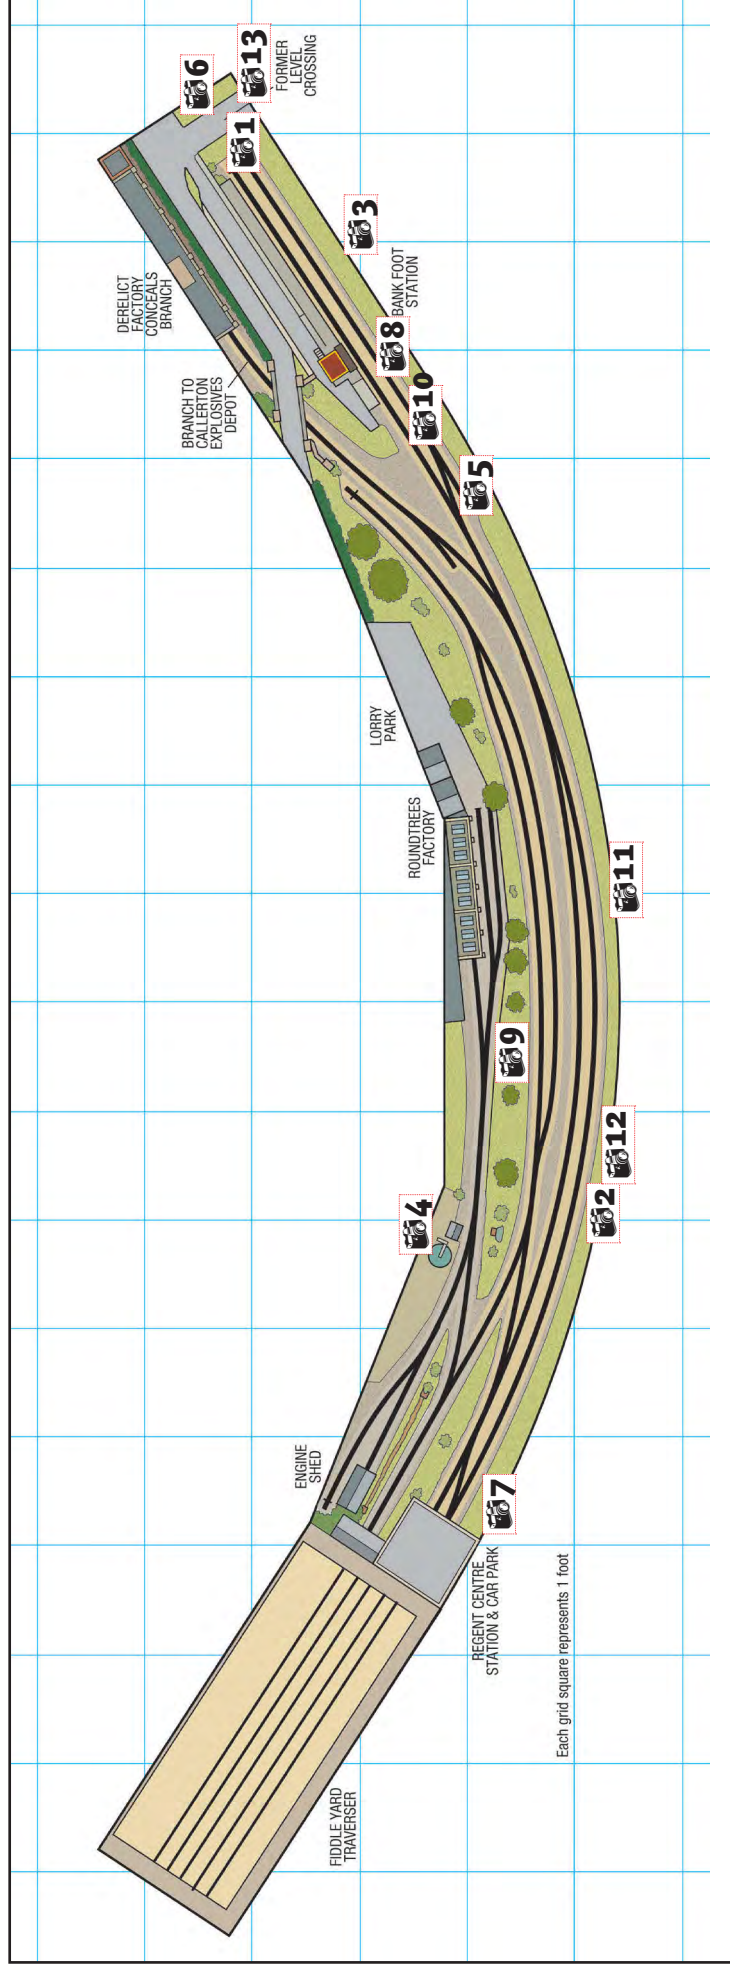 FIDDLE YARD
TRAVERSER
Each grid square represents 1 foot
REGENT CENTRE
STATION & CAR PARK
ENGINE
SHED
7
4
2
12
9
11
ROUNDTREES
FACTORY
LORRY
PARK
5
10
8
BANK FOOT
STATION
3
BRANCH TO
CALLERTON
EXPLOSIVES
DEPOT
DERELICT
FACTORY
CONCEALS
BRANCH
1
6
13
FORMER
LEVEL
CROSSING